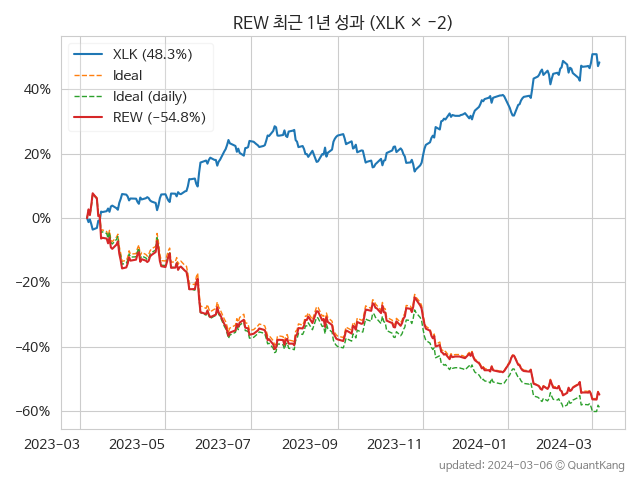 REW 최근 1년 성과 (XLK × −2)
XLK (48.3%)
Ideal
Ideal (daily)
REW (−54.8%)
40%
20%
0%
−20%
−40%
−60%
2023−03 2023−05 2023−07 2023−09 2023−11 2024−01 2024−03
updated: 2024−03−06 © QuantKang